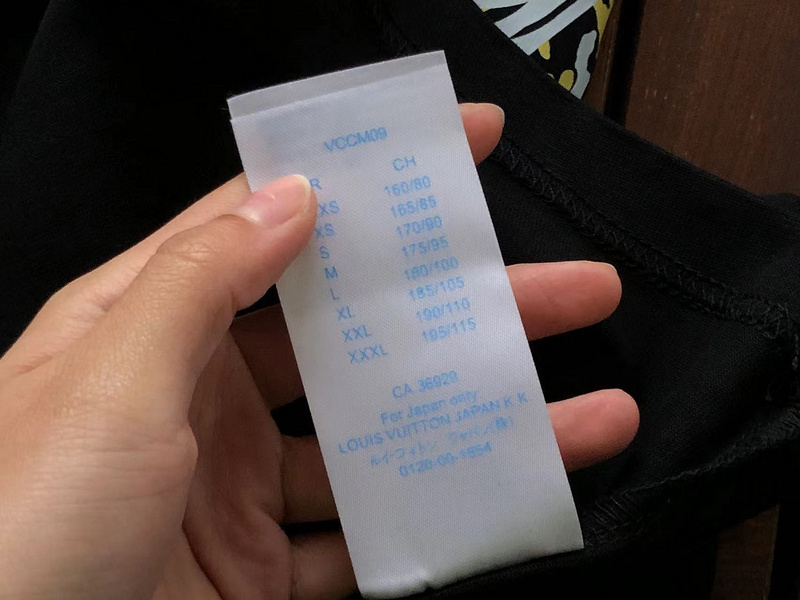 VCCM09
R CH
XXS 160/80
XS 165/85
S 170/90
M 175/95
L 180/100
XL 185/105
XXL 190/110
XXXL 195/115
CA 36929
For Japan only
LOUIS VUITTON JAPAN K K
ルイ・ヴィトン ジャパン(株)
0120-00-1854